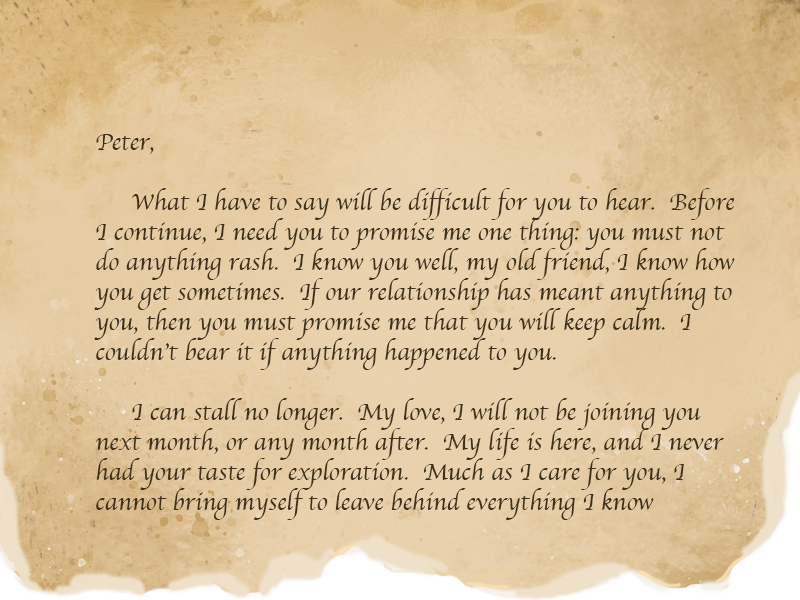 Peter,
What I have to say will be difficult for you to hear.  Before
I continue, I need you to promise me one thing: you must not
do anything rash.  I know you well, my old friend, I know how
you get sometimes.  If our relationship has meant anything to
you, then you must promise me that you will keep calm.  I
couldn't bear it if anything happened to you.
I can stall no longer.  My love, I will not be joining you
next month, or any month after.  My life is here, and I never
had your taste for exploration.  Much as I care for you, I
cannot bring myself to leave behind everything I know